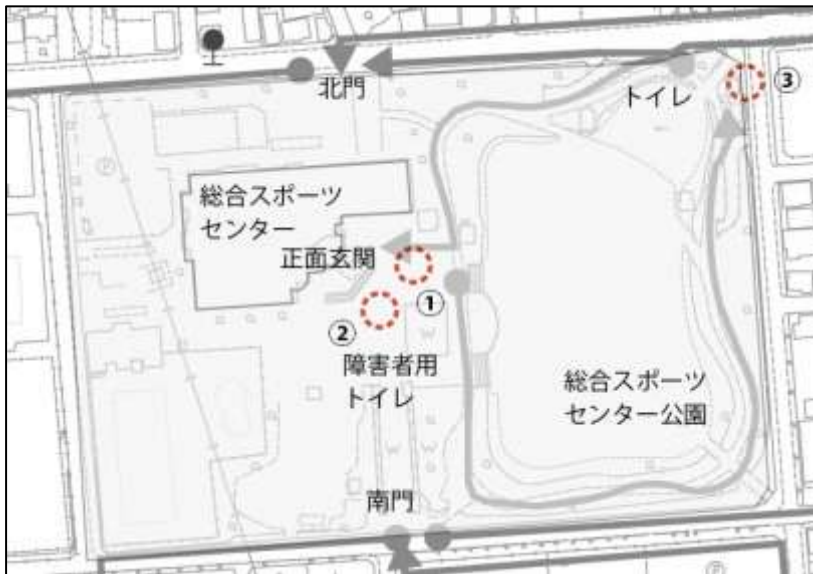 北門
トイレ
③
総合スポーツ
センター
正面玄関
①
②
障害者用
トイレ
総合スポーツ
センター公園
南門
P
P
W
W
W